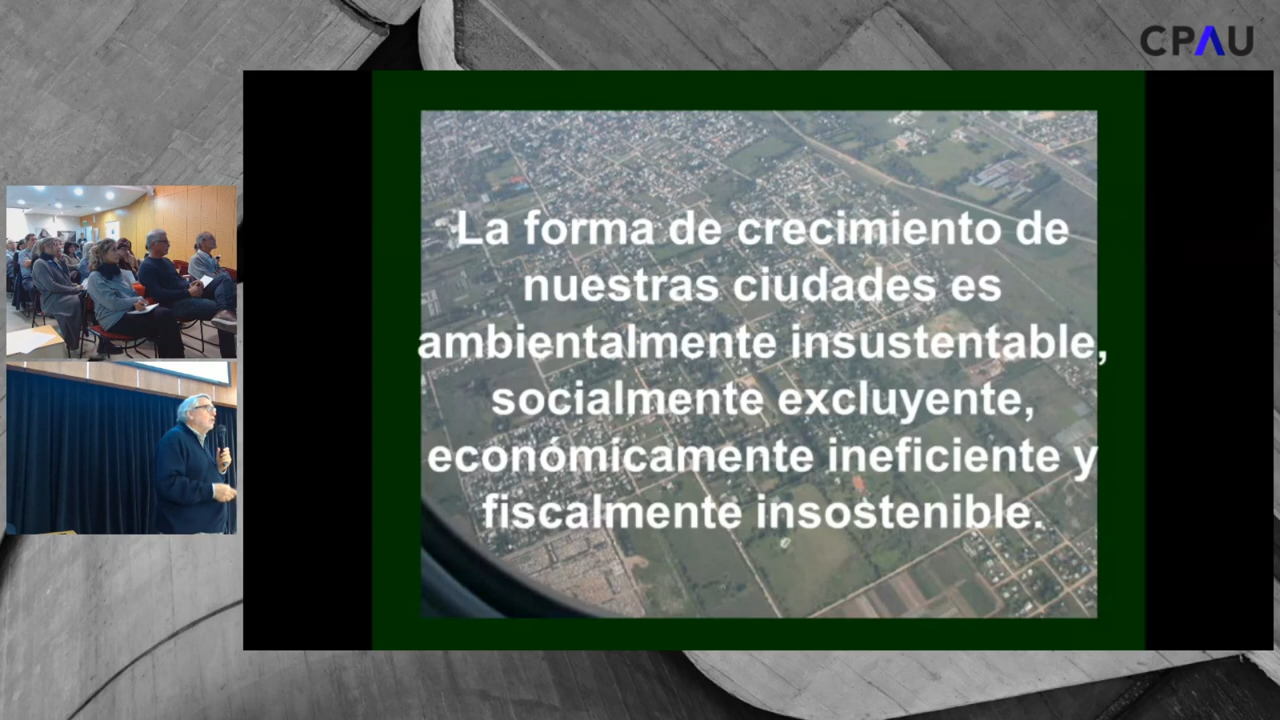 CPAU
La forma de crecimiento de
nuestras ciudades es
ambientalmente insustentable,
socialmente excluyente,
económicamente ineficiente y
fiscalmente insostenible.